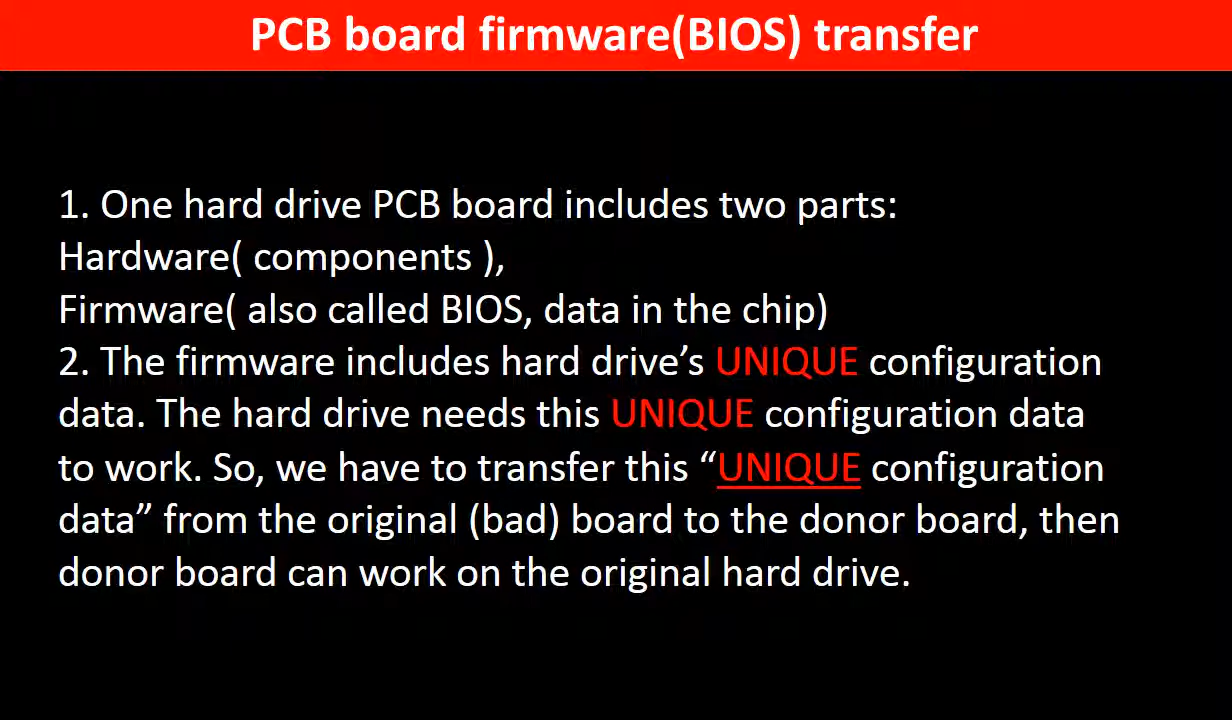 PCB board firmware(BIOS) transfer
1. One hard drive PCB board includes two parts:
Hardware( components ),
Firmware( also called BIOS, data in the chip)
2. The firmware includes hard drive’s UNIQUE configuration
data. The hard drive needs this UNIQUE configuration data
to work. So, we have to transfer this “UNIQUE configuration
data” from the original (bad) board to the donor board, then
donor board can work on the original hard drive.